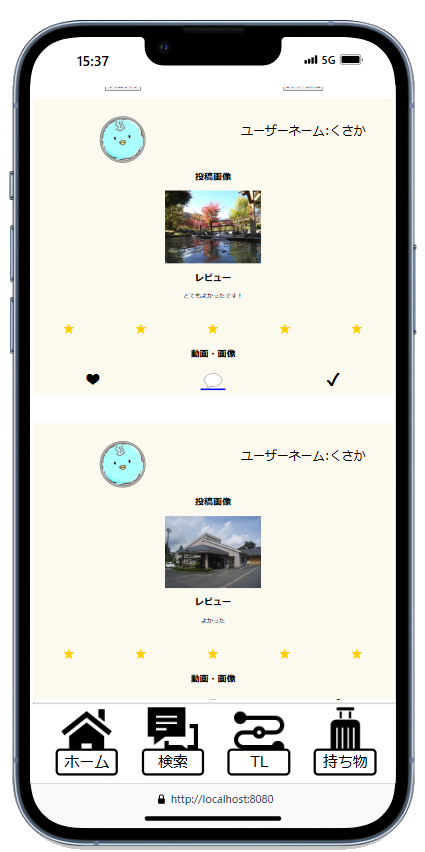 15:37
5G
ユーザーネーム:くさか
投稿画像
レビュー
とてもよかったです！
動画・画像
ユーザーネーム:くさか
投稿画像
レビュー
よかった
動画・画像
ホーム
検索
TL
持ち物
http://localhost:8080